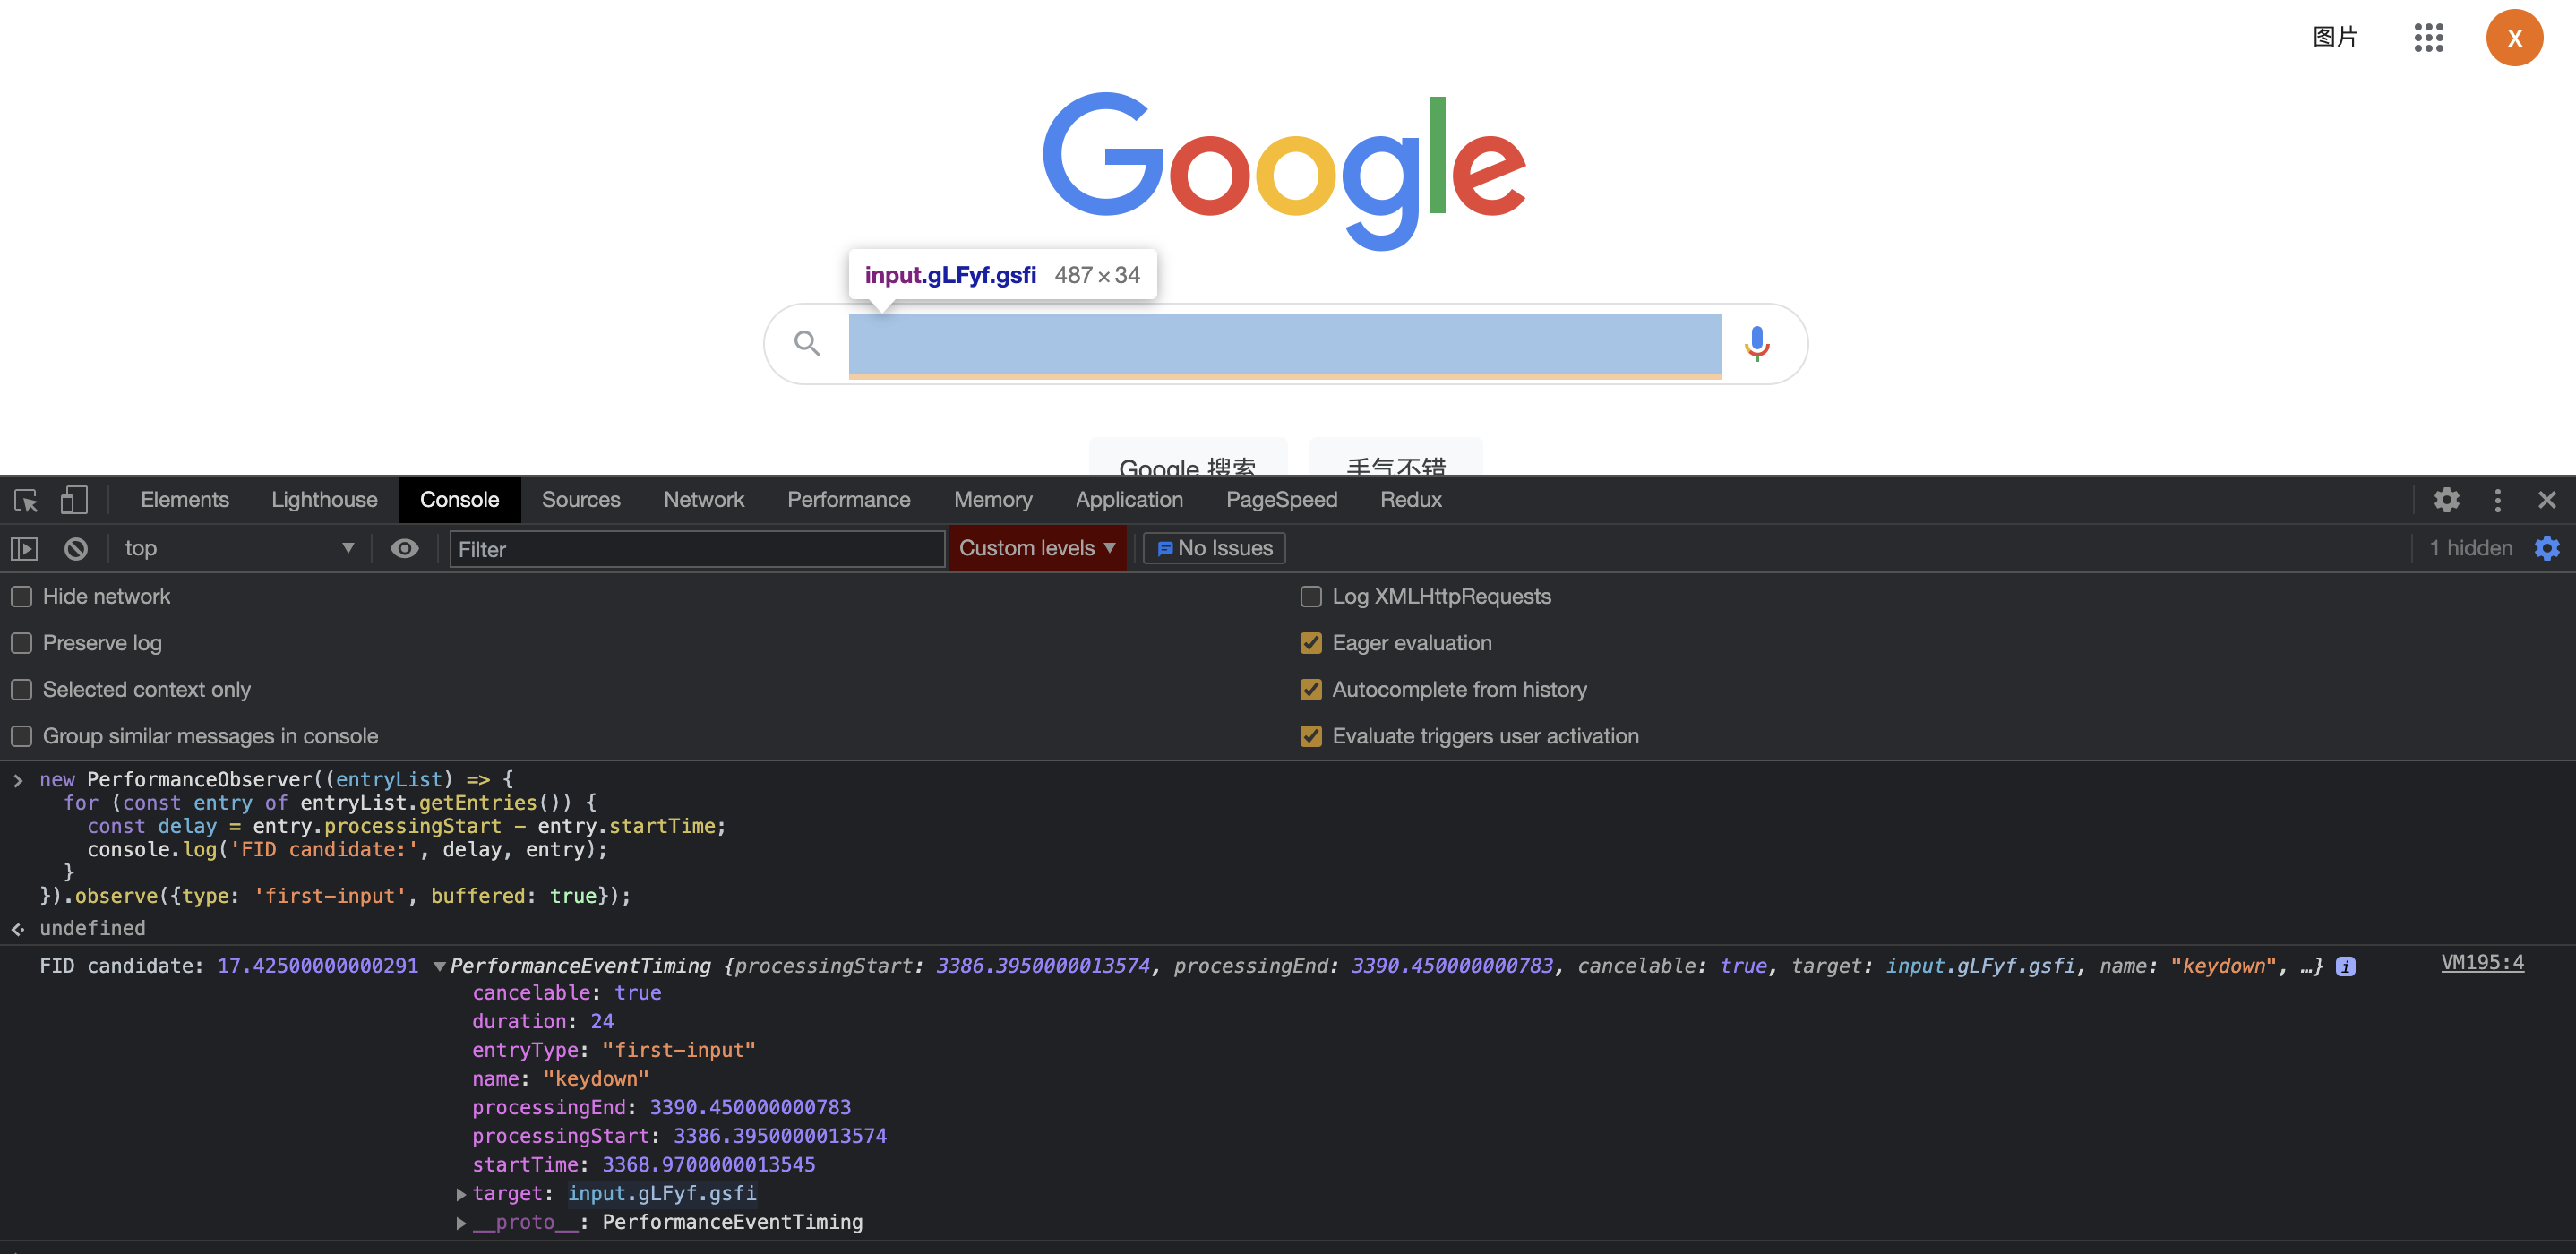 图片
X
Google
input.gLFyf.gsfi 487 × 34
Google 搜索 手气不错
Elements Lighthouse Console Sources Network Performance Memory Application PageSpeed Redux
top Filter Custom levels No Issues 1 hidden
Hide network Log XMLHttpRequests
Preserve log Eager evaluation
Selected context only Autocomplete from history
Group similar messages in console Evaluate triggers user activation
new PerformanceObserver((entryList) => {
for (const entry of entryList.getEntries()) {
const delay = entry.processingStart - entry.startTime;
console.log('FID candidate:', delay, entry);
}
}).observe({type: 'first-input', buffered: true});
undefined
FID candidate: 17.42500000000291 PerformanceEventTiming {processingStart: 3386.3950000013574, processingEnd: 3390.450000000783, cancelable: true, target: input.gLFyf.gsfi, name: "keydown", …} i VM195:4
cancelable: true
duration: 24
entryType: "first-input"
name: "keydown"
processingEnd: 3390.450000000783
processingStart: 3386.3950000013574
startTime: 3368.9700000013545
target: input.gLFyf.gsfi
__proto__: PerformanceEventTiming